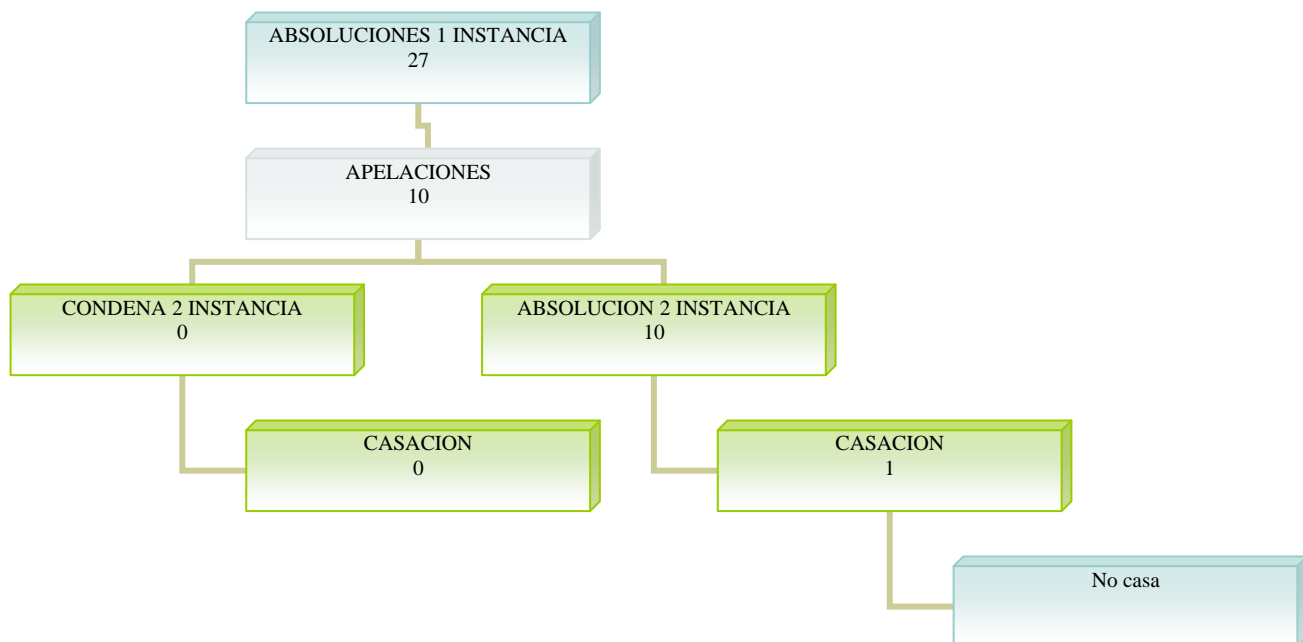 ABSOLUCIONES 1 INSTANCIA
27
APELACIONES
10
CONDENA 2 INSTANCIA
0
ABSOLUCION 2 INSTANCIA
10
CASACION
0
CASACION
1
No casa